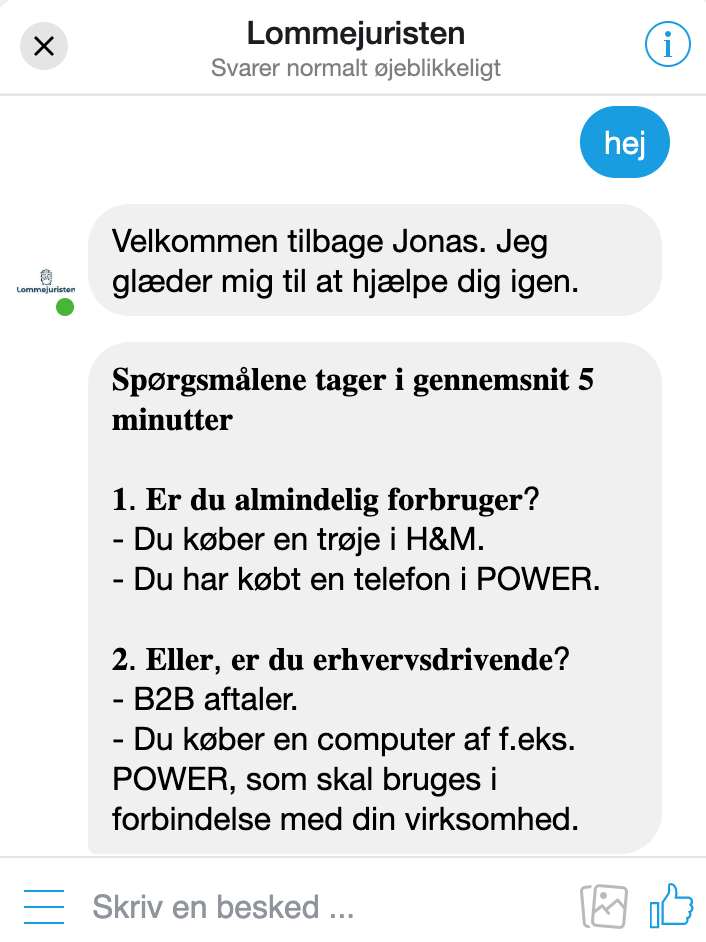 Lommejuristen
Svarer normalt øjeblikkeligt
hej
Velkommen tilbage Jonas. Jeg
glæder mig til at hjælpe dig igen.
Lommejuristen
Spørgsmålene tager i gennemsnit 5
minutter
1. Er du almindelig forbruger?
- Du køber en trøje i H&M.
- Du har købt en telefon i POWER.
2. Eller, er du erhvervsdrivende?
- B2B aftaler.
- Du køber en computer af f.eks.
POWER, som skal bruges i
forbindelse med din virksomhed.
Skriv en besked ...